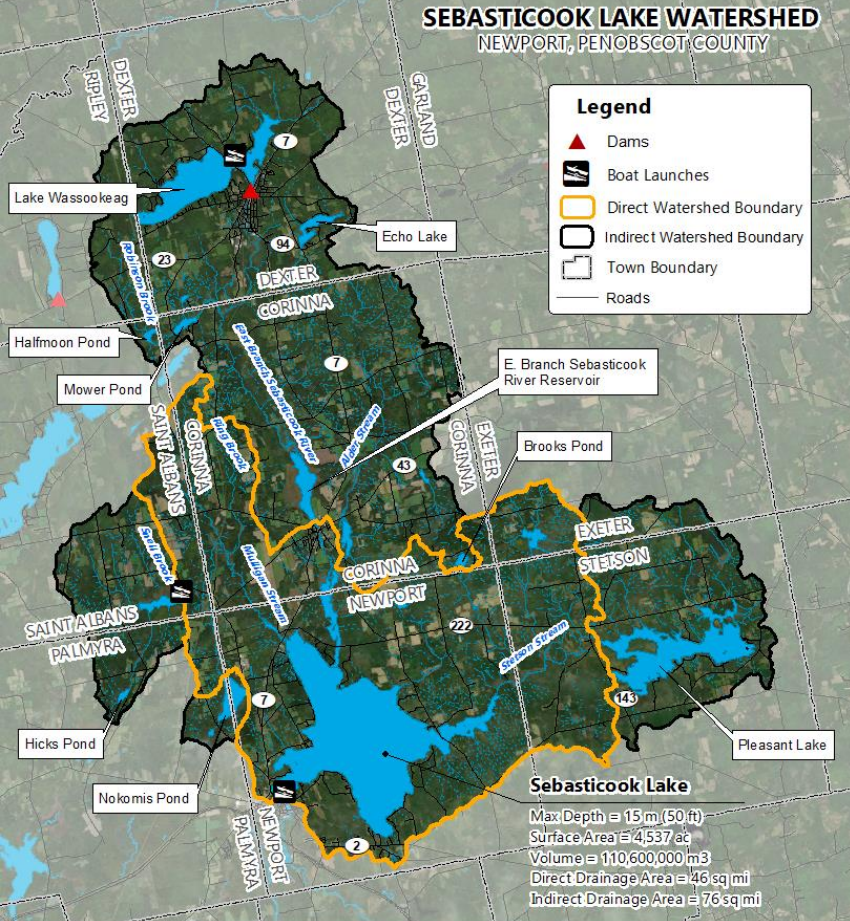 SEBASTICOOK LAKE WATERSHED
NEWPORT, PENOBSCOT COUNTY
Legend
Dams
Boat Launches
Direct Watershed Boundary
Indirect Watershed Boundary
Town Boundary
Roads
DEXTER
RIPLEY
GARLAND
DEXTER
7
Lake Wassookeag
Echo Lake
94
23
Robinson Brook
DEXTER
CORINNA
Halfmoon Pond
Mower Pond
East Branch Sebasticook River
7
E. Branch Sebasticook
River Reservoir
SAINT ALBANS
CORINNA
Ring Brook
Alder Stream
EXETER
CORINNA
Brooks Pond
43
Snell Brook
Mulligan Stream
EXETER
STETSON
CORINNA
NEWPORT
SAINT ALBANS
PALMYRA
222
Stetson Stream
7
143
Hicks Pond
Pleasant Lake
Nokomis Pond
NEWPORT
PALMYRA
2
Sebasticook Lake
Max Depth = 15 m (50 ft)
Surface Area = 4,537 ac
Volume = 110,600,000 m3
Direct Drainage Area = 46 sq mi
Indirect Drainage Area = 76 sq mi